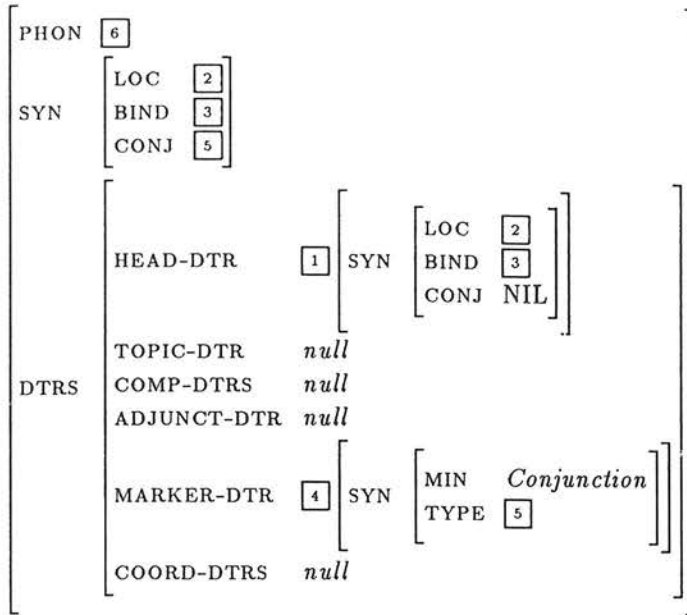 PHON 6
LOC 2
SYN BIND 3
CONJ 5
LOC 2
HEAD-DTR 1 SYN BIND 3
CONJ NIL
TOPIC-DTR null
DTRS COMP-DTRS null
ADJUNCT-DTR null
MARKER-DTR 4 SYN MIN Conjunction
TYPE 5
COORD-DTRS null